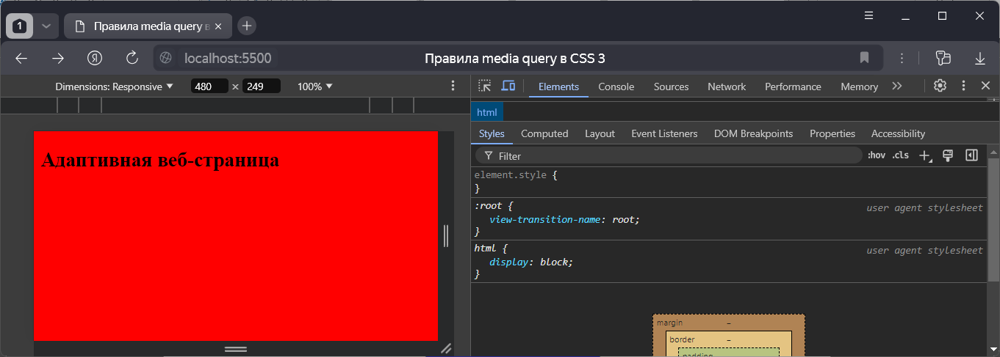 1
Правила media query в
localhost:5500
Правила media query в CSS 3
Dimensions: Responsive 480 × 249 100%
Elements Console Sources Network Performance Memory
html
Styles Computed Layout Event Listeners DOM Breakpoints Properties Accessibility
Filter :hov .cls
element.style {
}
:root { user agent stylesheet
view-transition-name: root;
}
html { user agent stylesheet
display: block;
}
margin –
border –
padding
Адаптивная веб-страница